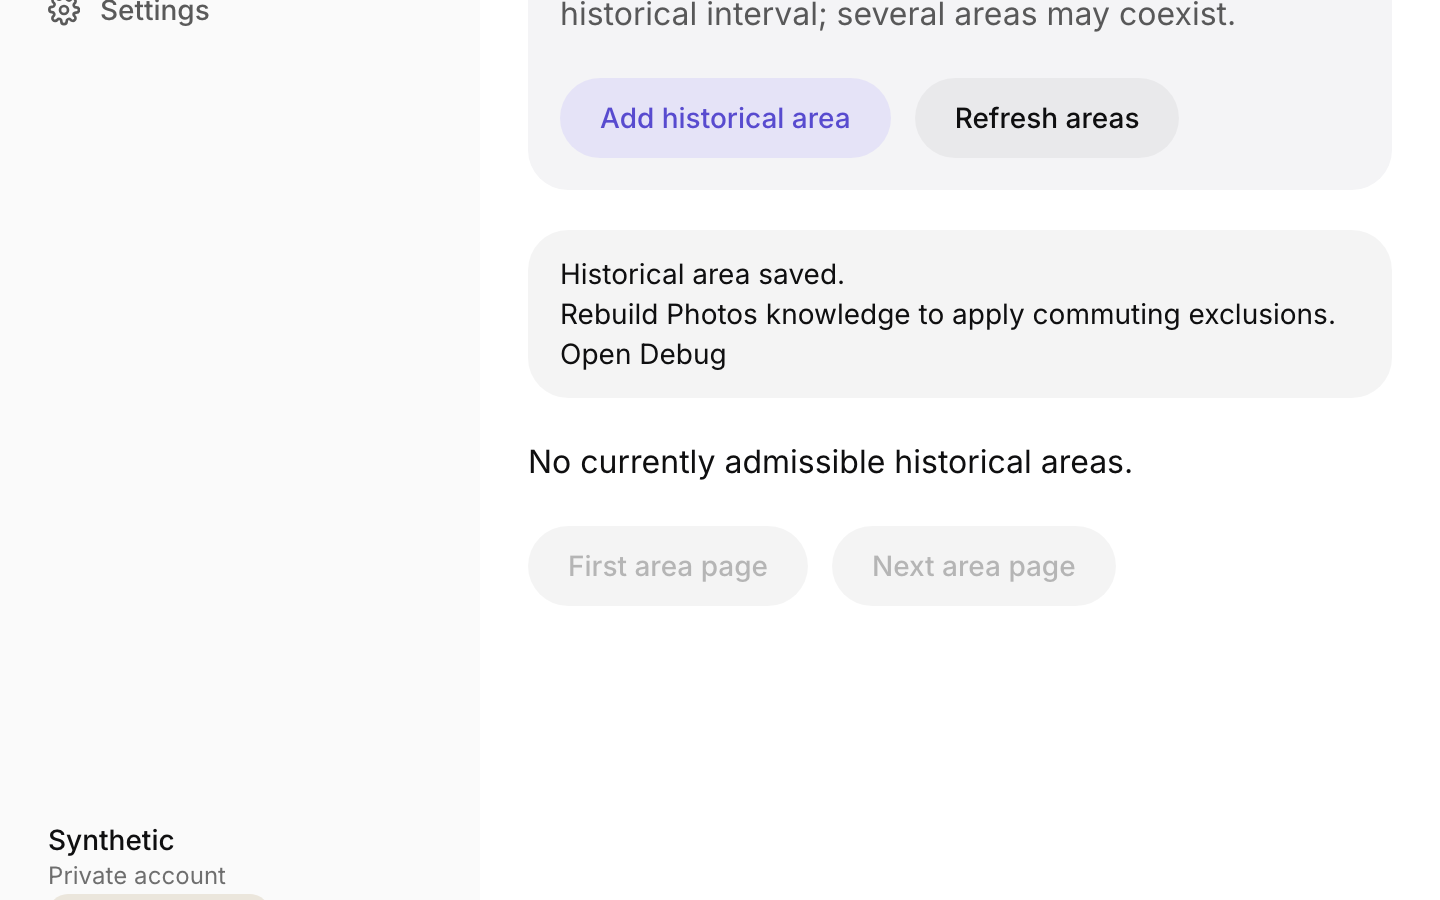 Settings
historical interval; several areas may coexist.
Add historical area
Refresh areas
Historical area saved.
Rebuild Photos knowledge to apply commuting exclusions.
Open Debug
No currently admissible historical areas.
First area page
Next area page
Synthetic
Private account